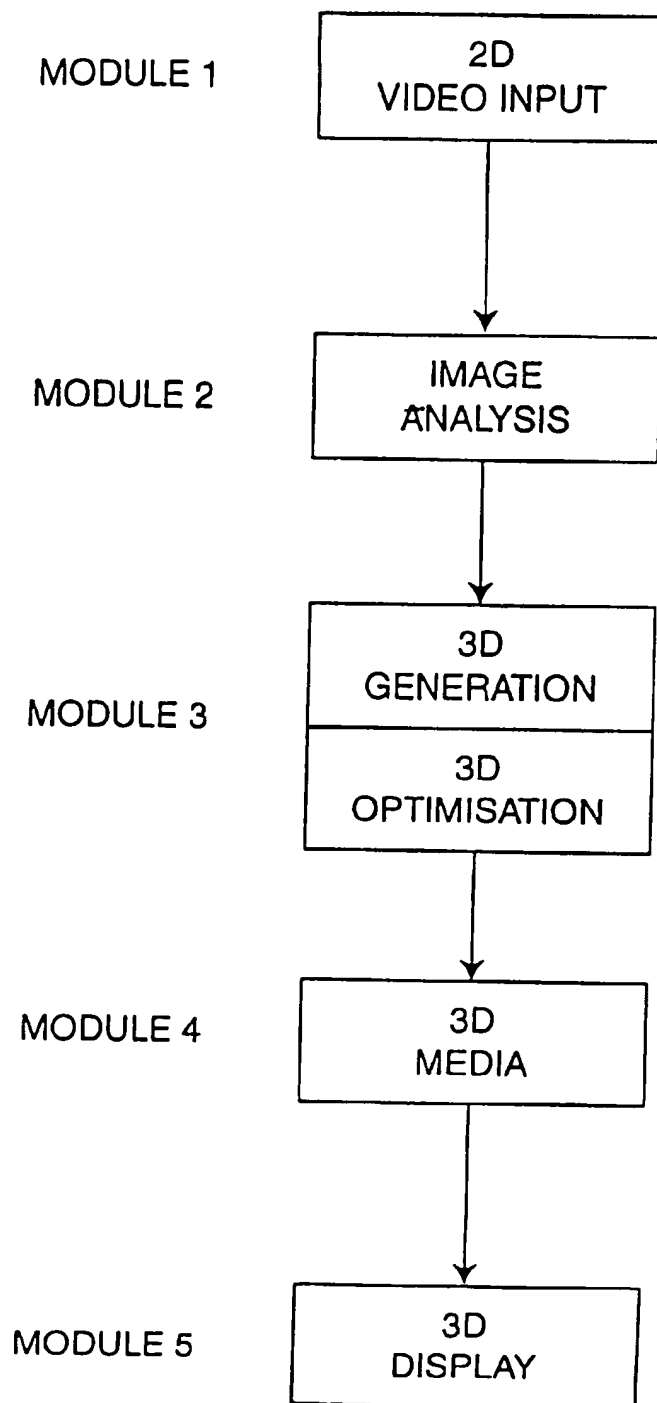 MODULE 1
2D
VIDEO INPUT
MODULE 2
IMAGE
ANALYSIS
MODULE 3
3D
GENERATION
3D
OPTIMISATION
MODULE 4
3D
MEDIA
MODULE 5
3D
DISPLAY